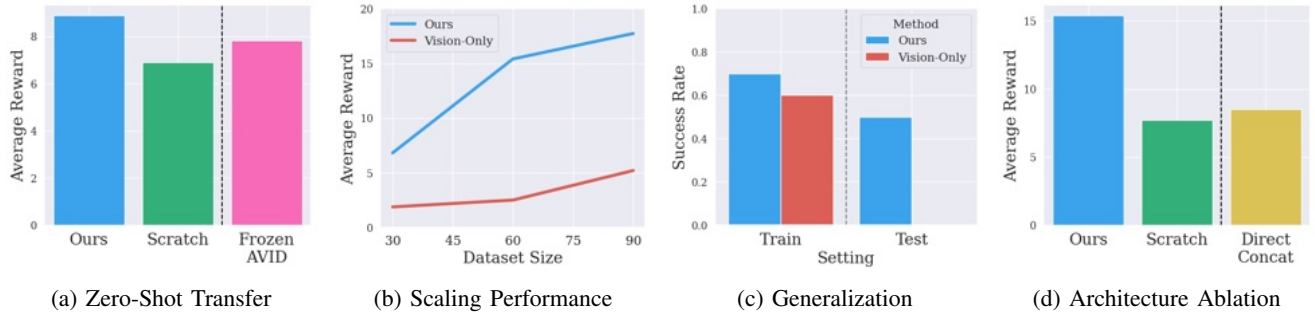 Average Reward
8
6
4
2
0
Ours
Scratch
Frozen
AVID
(a) Zero-Shot Transfer
Average Reward
20
15
10
5
0
Ours
Vision-Only
30
45
60
75
90
Dataset Size
(b) Scaling Performance
Success Rate
1.0
0.8
0.6
0.4
0.2
0.0
Method
Ours
Vision-Only
Train
Test
Setting
(c) Generalization
Average Reward
15
10
5
0
Ours
Scratch
Direct
Concat
(d) Architecture Ablation